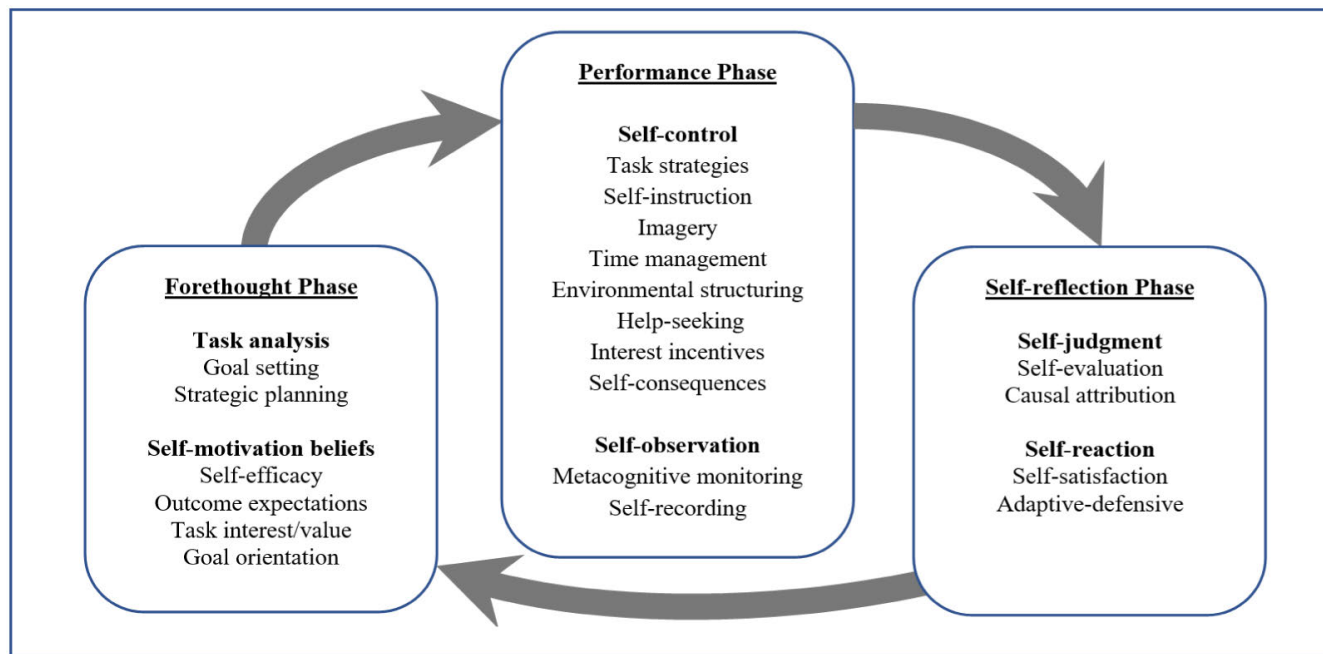 Performance Phase
Self-control
Task strategies
Self-instruction
Imagery
Time management
Environmental structuring
Help-seeking
Interest incentives
Self-consequences
Self-observation
Metacognitive monitoring
Self-recording
Forethought Phase
Task analysis
Goal setting
Strategic planning
Self-motivation beliefs
Self-efficacy
Outcome expectations
Task interest/value
Goal orientation
Self-reflection Phase
Self-judgment
Self-evaluation
Causal attribution
Self-reaction
Self-satisfaction
Adaptive-defensive